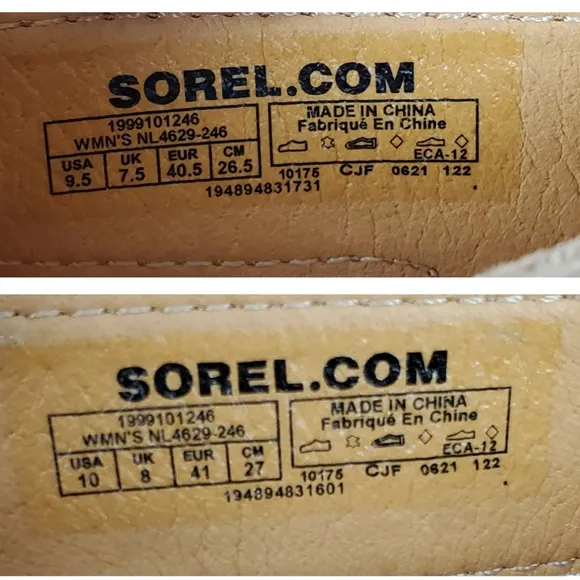 SOREL.COM
1999101246
WMN'S NL4629-246
USA UK EUR CM
9.5 7.5 40.5 26.5
MADE IN CHINA
Fabriqué En Chine
ECA-12
10175 CJF 0621 122
194894831731
SOREL.COM
1999101246
WMN'S NL4629-246
USA UK EUR CM
10 8 41 27
MADE IN CHINA
Fabriqué En Chine
ECA-12
10175 CJF 0621 122
194894831601